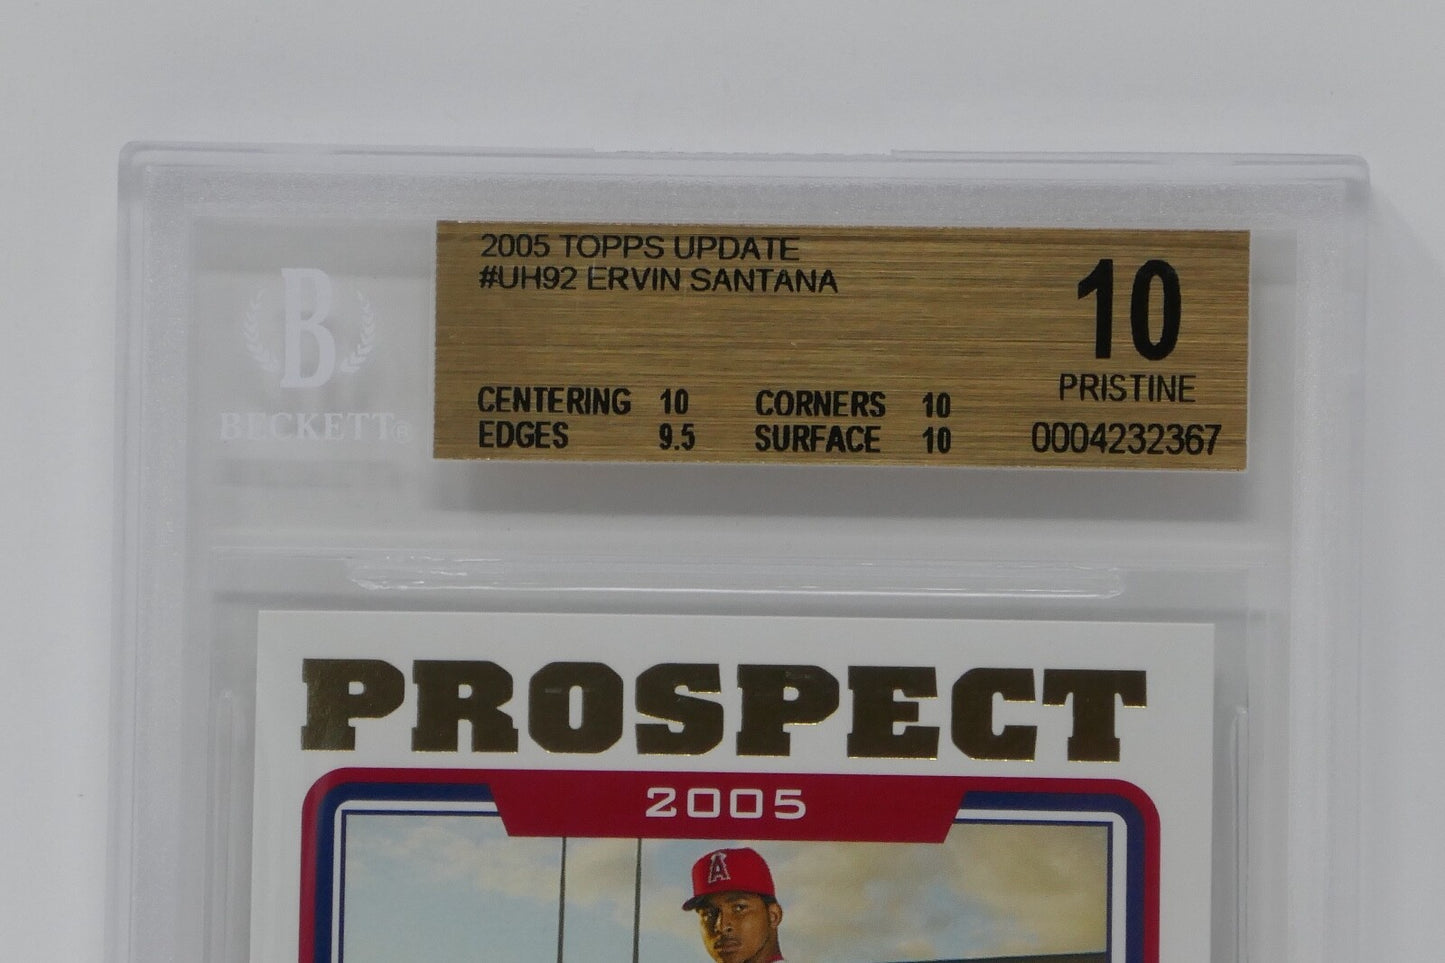 2005 TOPPS UPDATE
#UH92 ERVIN SANTANA
10
PRISTINE
CENTERING 10 CORNERS 10
EDGES 9.5 SURFACE 10
0004232367
B
BECKETT®
PROSPECT
2005
A